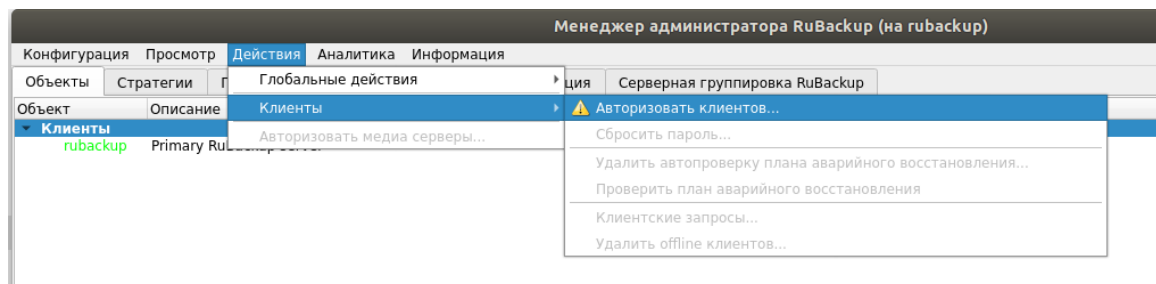 Менеджер администратора RuBackup (на rubackup)
Конфигурация Просмотр Действия Аналитика Информация
Объекты Стратегии Глобальные действия ция Серверная группировка RuBackup
Объект Описание Клиенты Авторизовать клиентов...
Клиенты Авторизовать медиа серверы... Сбросить пароль...
rubackup Primary
Удалить автопроверку плана аварийного восстановления...
Проверить план аварийного восстановления
Клиентские запросы...
Удалить offline клиентов...